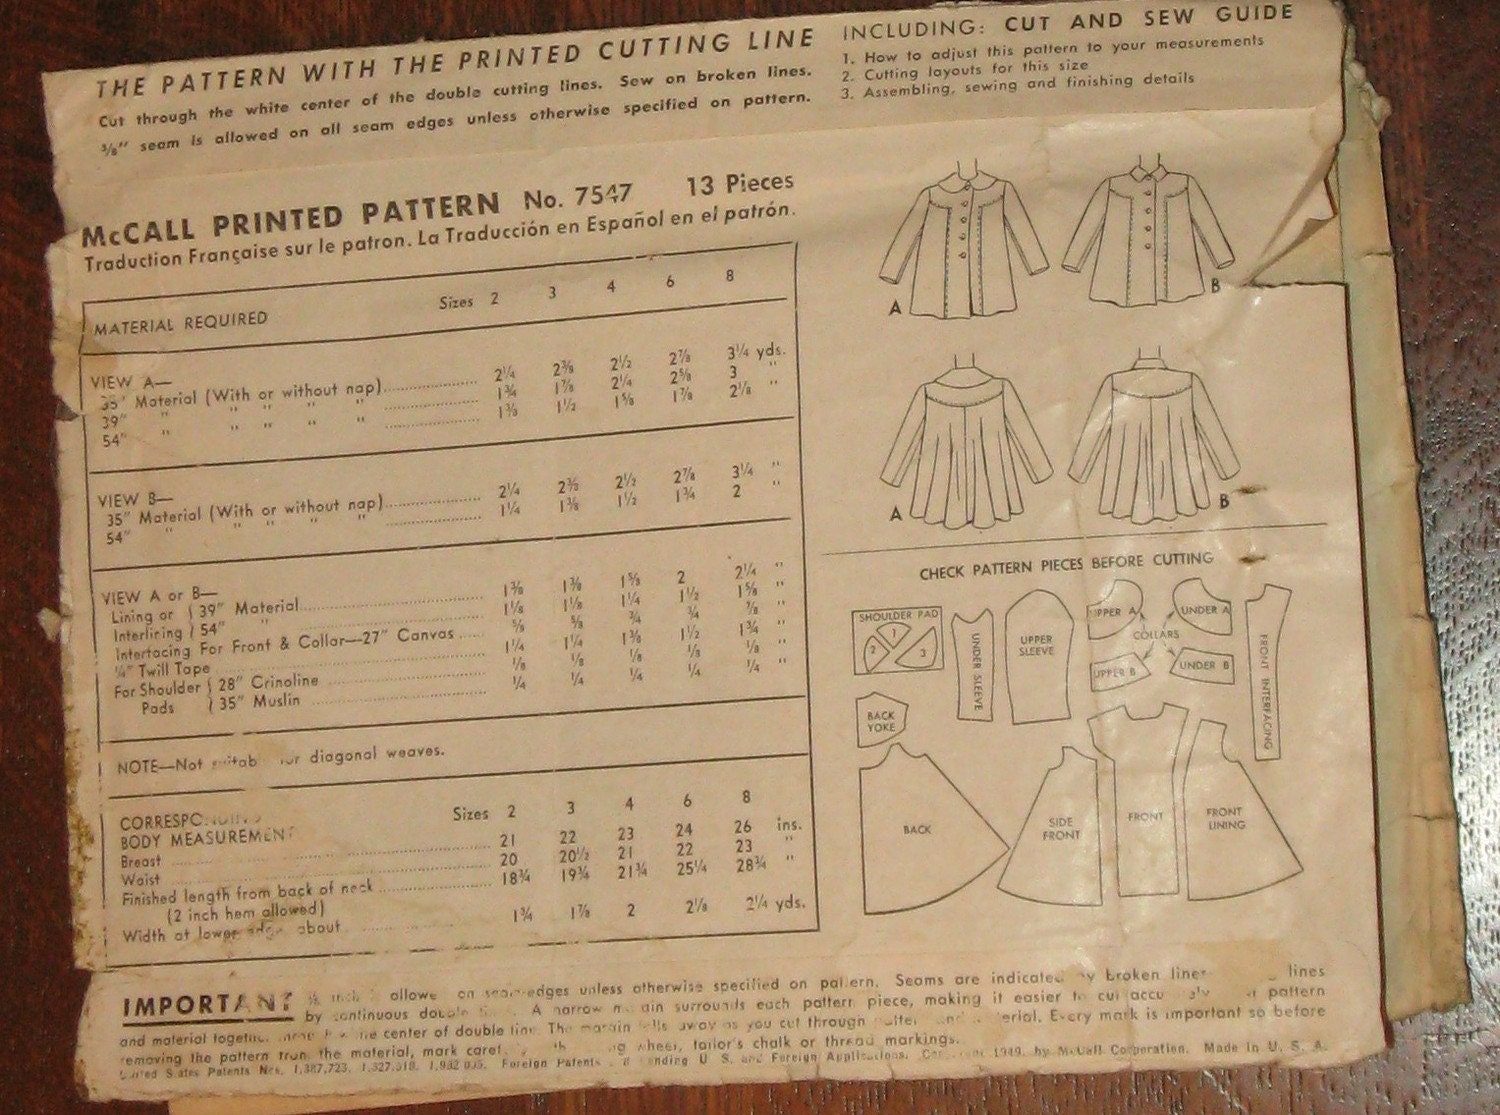 THE PATTERN WITH THE PRINTED CUTTING LINE
Cut through the white center of the double cutting lines. Sew on broken lines.
5/8" seam is allowed on all seam edges unless otherwise specified on pattern.
INCLUDING: CUT AND SEW GUIDE
1. How to adjust this pattern to your measurements
2. Cutting layouts for this size
3. Assembling, sewing and finishing details
McCALL PRINTED PATTERN No. 7547 13 Pieces
Traduction Française sur le patron. La Traducción en Español en el patrón.
MATERIAL REQUIRED Sizes 2 3 4 6 8
VIEW A—
35" Material (With or without nap) 2¼ 2⅜ 2½ 2⅞ 3¼ yds.
39" " " " " " 1¾ 1⅞ 2¼ 2⅝ 3 "
54" " " " " " 1⅜ 1½ 1⅝ 1⅞ 2⅛ "
VIEW B—
35" Material (With or without nap) 2¼ 2⅜ 2½ 2⅞ 3¼ "
54" " " " " " 1¼ 1⅜ 1½ 1¾ 2 "
VIEW A or B—
Lining or { 39" Material 1⅜ 1⅜ 1⅝ 2 2¼ "
Interlining { 54" " 1⅛ 1⅛ 1¼ 1½ 1⅝ "
Interfacing For Front & Collar—27" Canvas ⅝ ⅝ ¾ ¾ ⅞ "
¼" Twill Tape 1¼ 1¼ 1⅜ 1½ 1¾ "
For Shoulder { 28" Crinoline ⅛ ⅛ ⅛ ⅛ ⅛ "
Pads { 35" Muslin ¼ ¼ ¼ ¼ ¼ "
NOTE—Not diagonal weaves.
Sizes 2 3 4 6 8
BODY MEASUREMENT
Breast 21 22 23 24 26 ins.
Waist 20 20½ 21 22 23 "
Finished length from back of neck 18¾ 19¾ 21¾ 25¼ 28¾ "
(2 inch hem allowed)
Width at lower edge, about 1¾ 1⅞ 2 2⅛ 2¼ yds.
A
B
A
B
CHECK PATTERN PIECES BEFORE CUTTING
SHOULDER PAD
1
2
3
UNDER SLEEVE
UPPER
SLEEVE
UPPER A
UNDER A
COLLARS
UPPER B
UNDER B
FRONT INTERFACING
BACK
YOKE
BACK
SIDE
FRONT
FRONT
FRONT
LINING
IMPORTANT on edges unless otherwise specified on pattern. Seams are indicated by broken lines lines
by continuous double A narrow surrounds each pattern piece, making it easier to cut pattern
and material center of double line. The margin falls away as you cut through Every mark is important so before
removing the pattern from the material, mark wheel, tailor's chalk or thread markings.
United States Patents Nos. 1,387,723. Foreign Patents Pending U. S. and Foreign Applications. 1949, by McCall Corporation. Made in U. S. A.